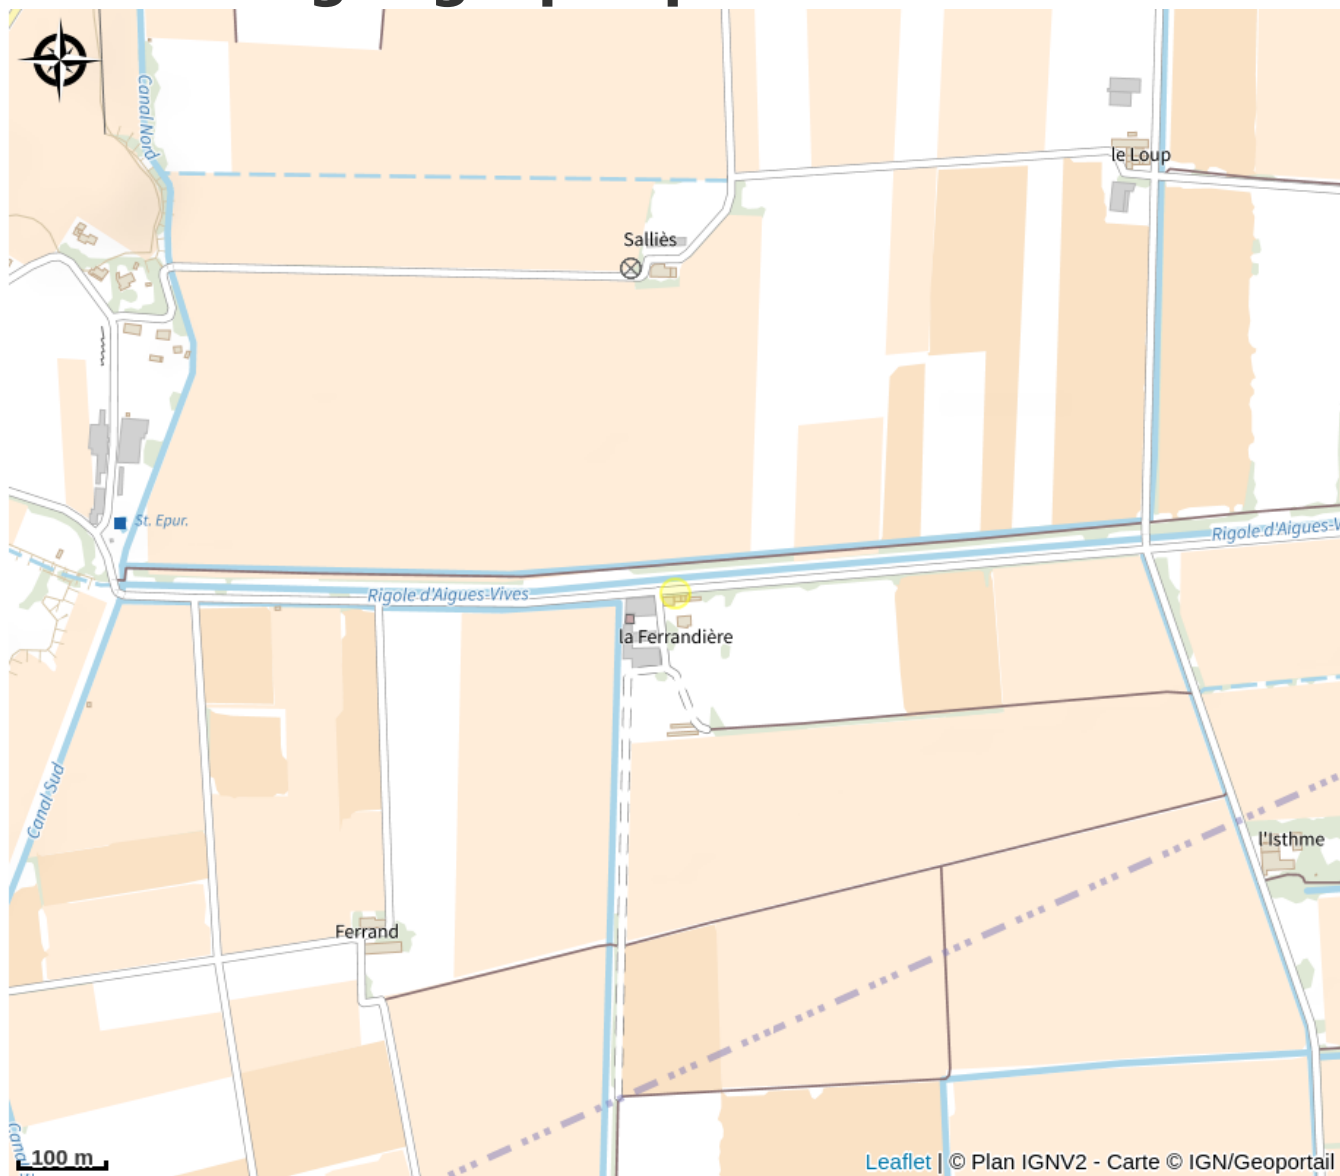 Canal Nord
le Loup
Salliès
St. Epur.
Rigole d'Aigues-V
Rigole d'Aigues-Vives
la Ferrandière
Canal Sud
l'Isthme
Ferrand
100 m
Leaflet | © Plan IGNV2 - Carte © IGN/Geoportail